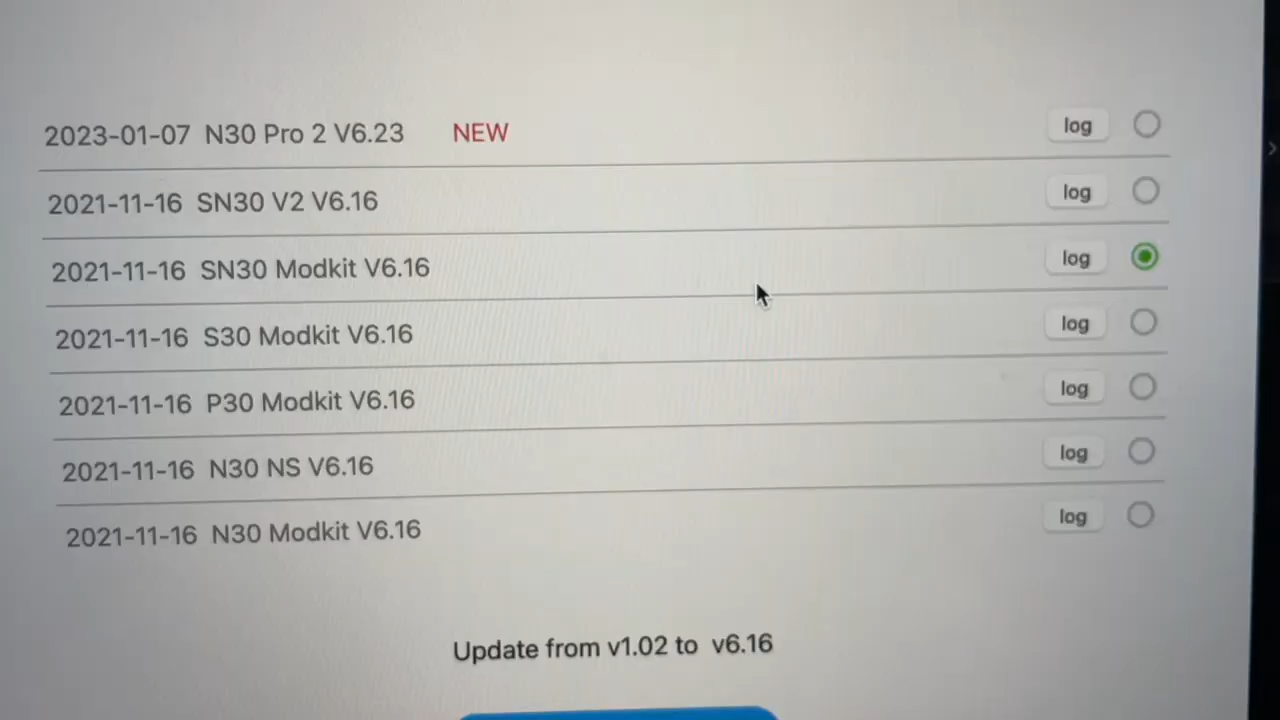 2023-01-07 N30 Pro 2 V6.23 NEW log
2021-11-16 SN30 V2 V6.16 log
2021-11-16 SN30 Modkit V6.16 log
2021-11-16 S30 Modkit V6.16 log
2021-11-16 P30 Modkit V6.16 log
2021-11-16 N30 NS V6.16 log
2021-11-16 N30 Modkit V6.16 log
Update from v1.02 to v6.16